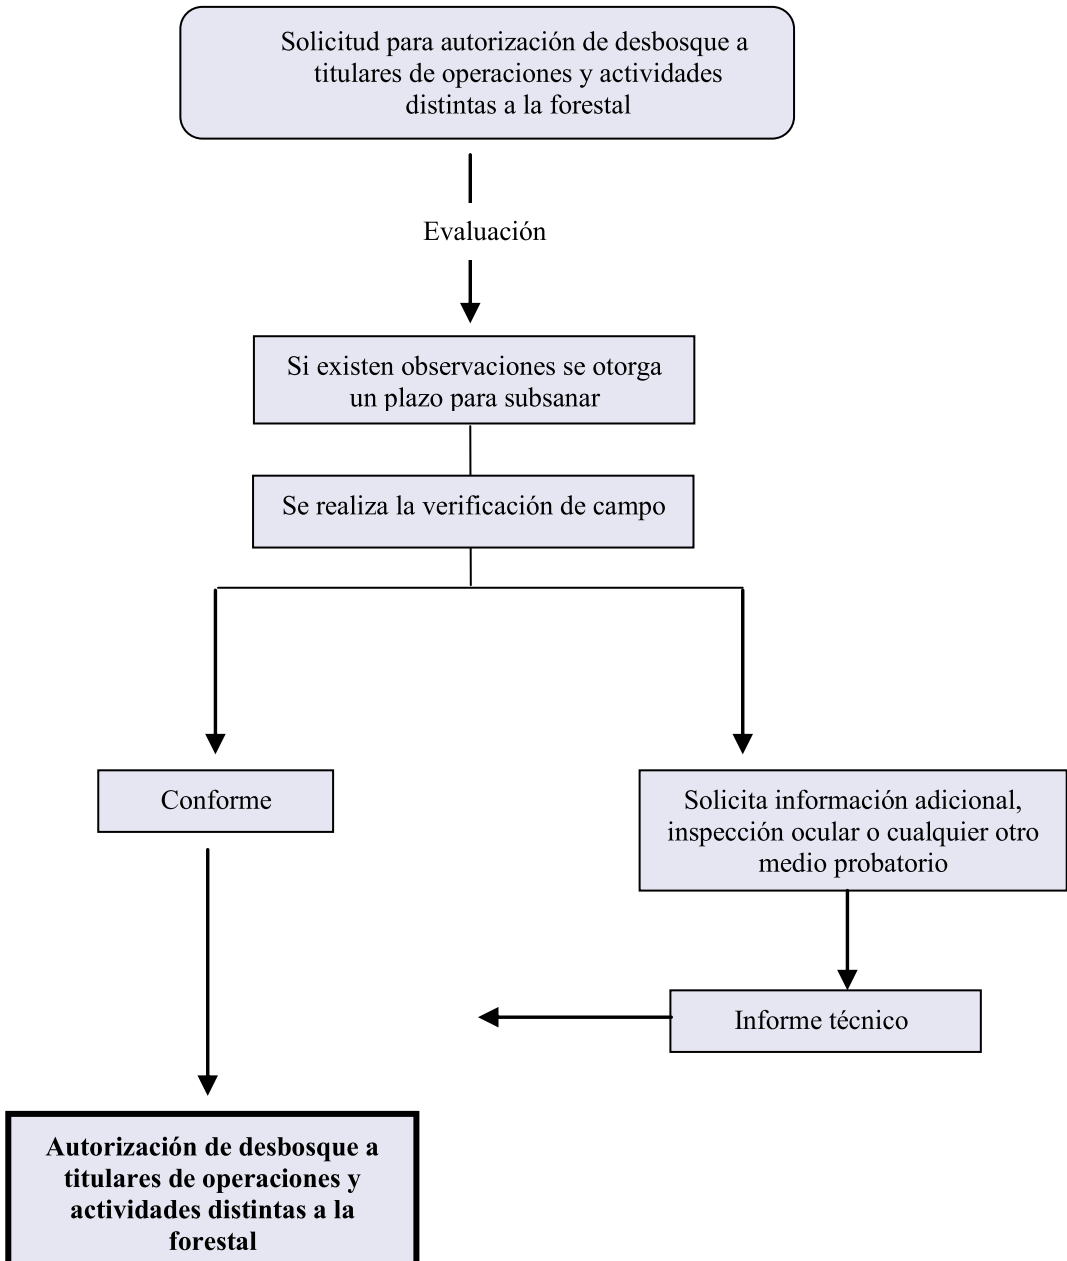 Solicitud para autorización de desbosque a
titulares de operaciones y actividades
distintas a la forestal
Evaluación
Si existen observaciones se otorga
un plazo para subsanar
Se realiza la verificación de campo
Conforme
Solicita información adicional,
inspección ocular o cualquier otro
medio probatorio
Informe técnico
Autorización de desbosque a
titulares de operaciones y
actividades distintas a la
forestal